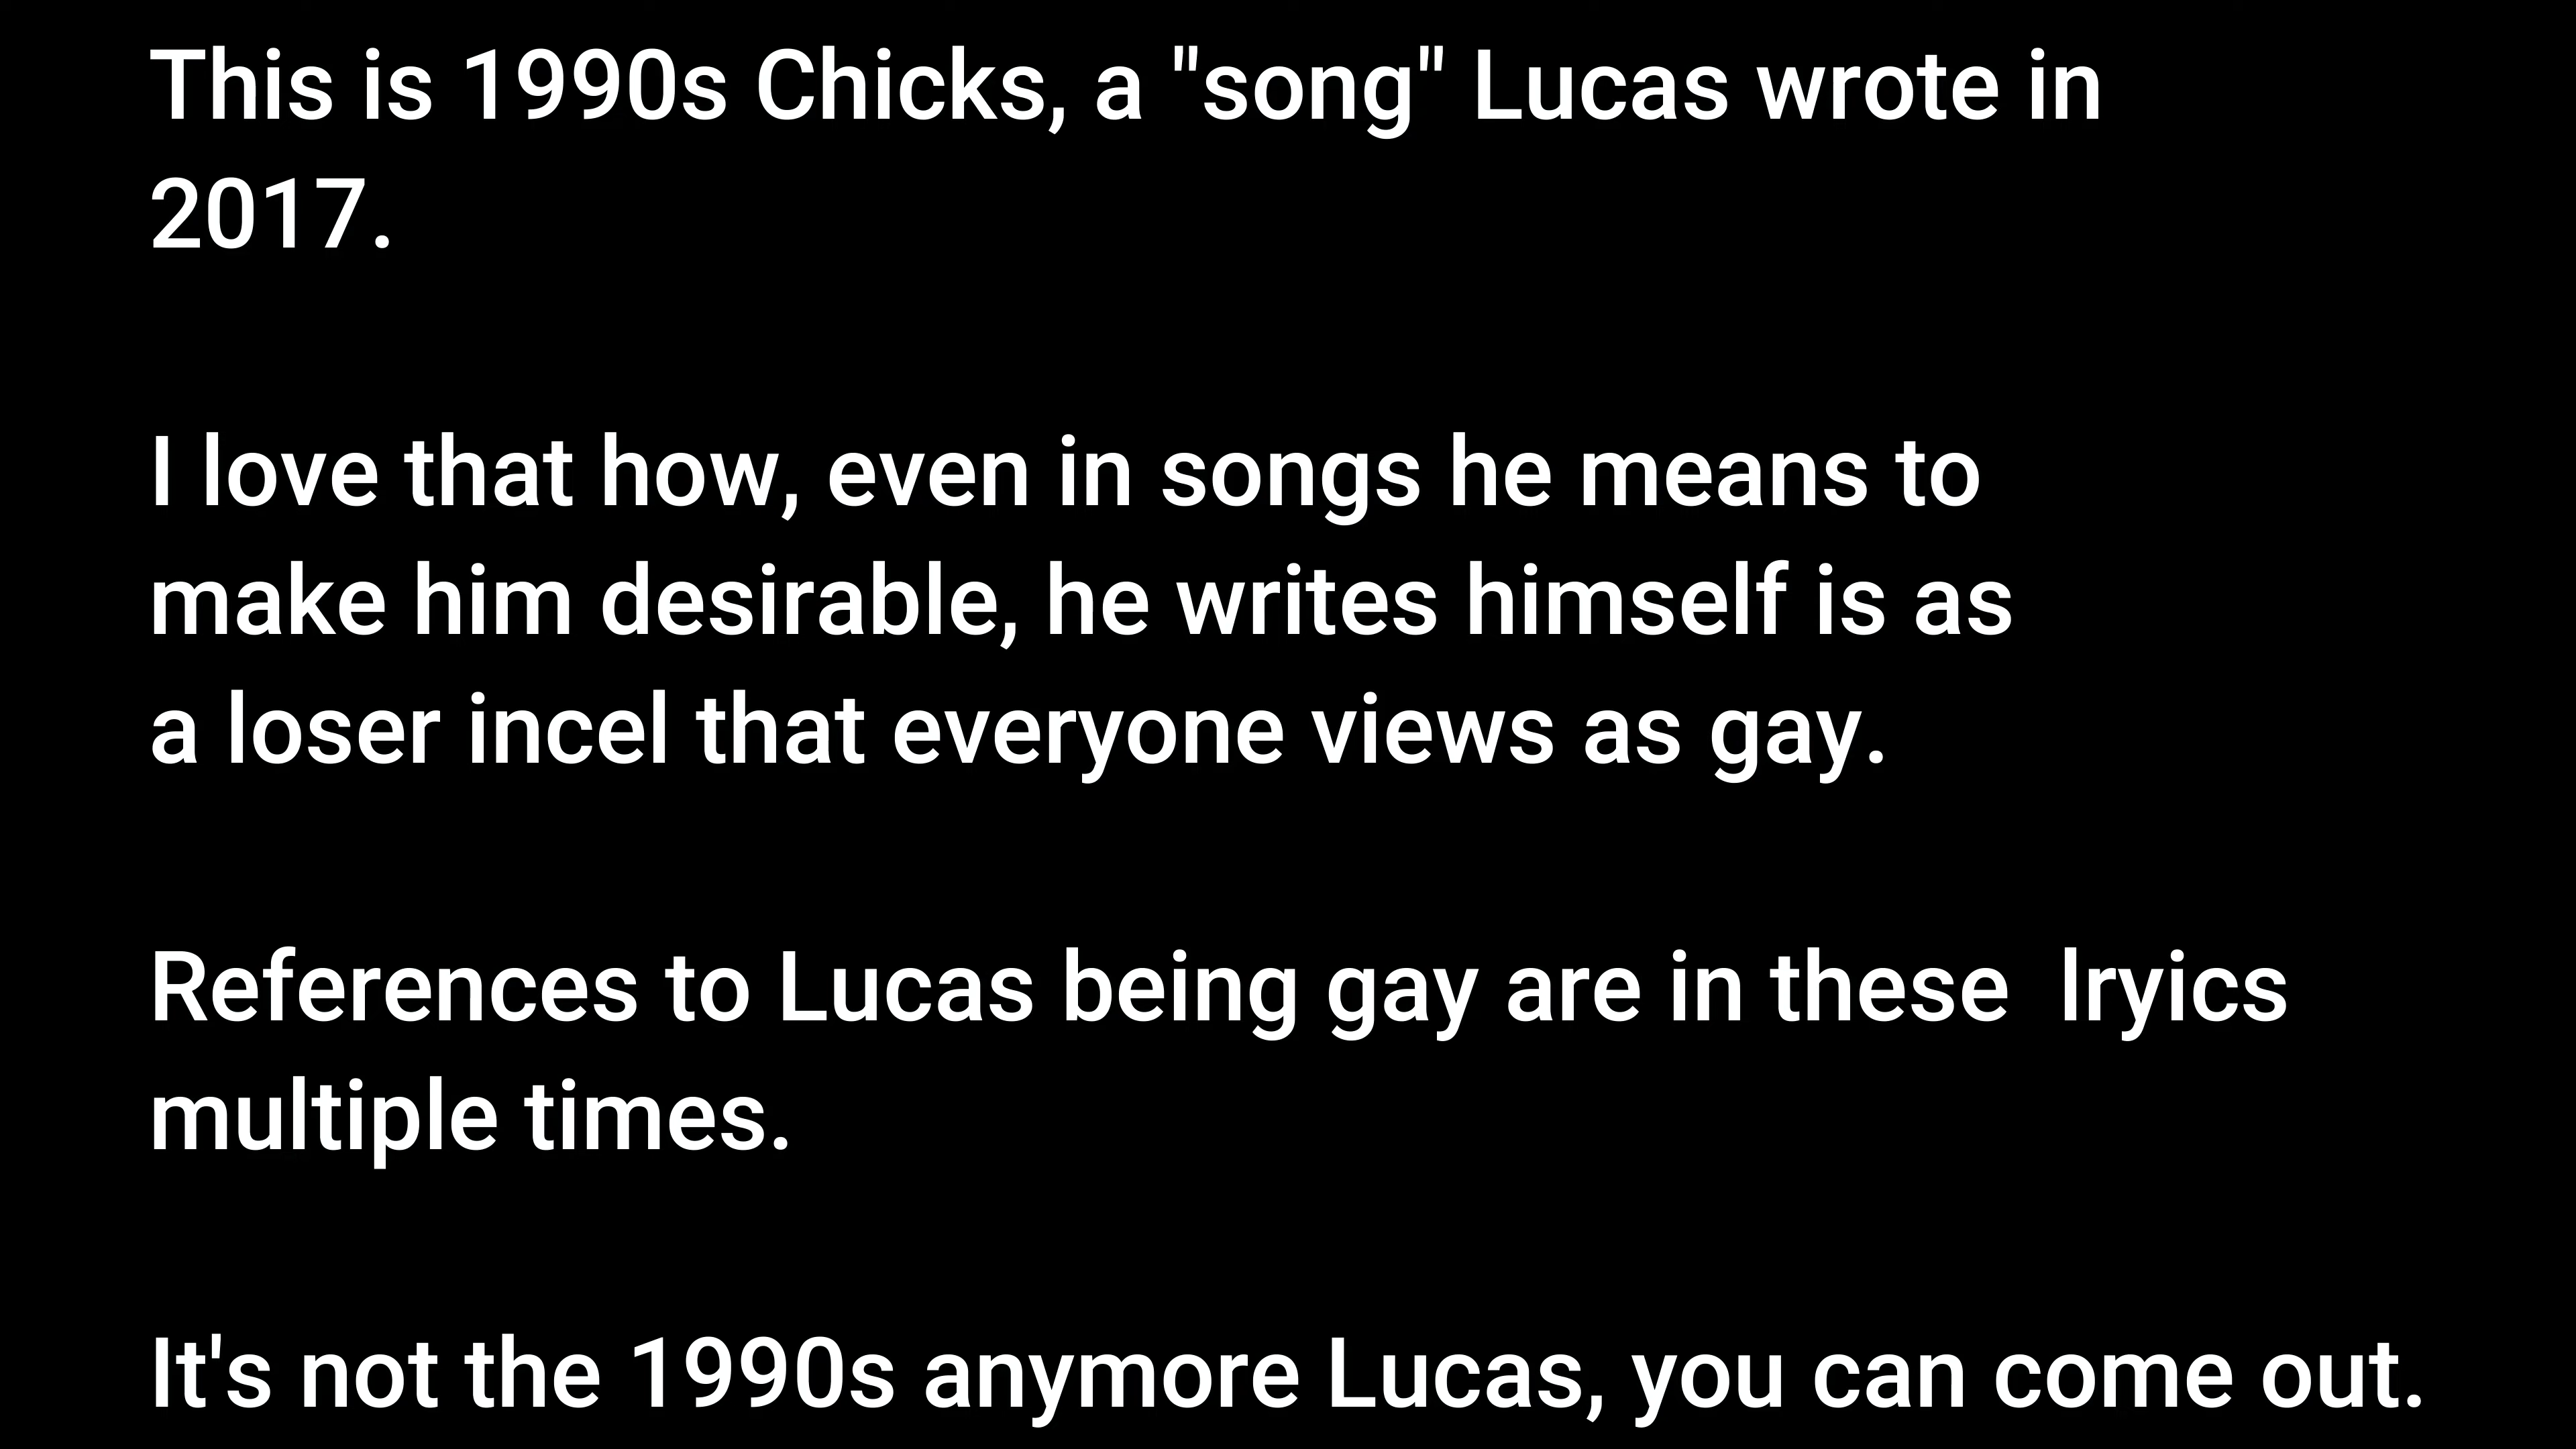 This is 1990s Chicks, a "song" Lucas wrote in
2017.
I love that how, even in songs he means to
make him desirable, he writes himself is as
a loser incel that everyone views as gay.
References to Lucas being gay are in these  lryics
multiple times.
It's not the 1990s anymore Lucas, you can come out.